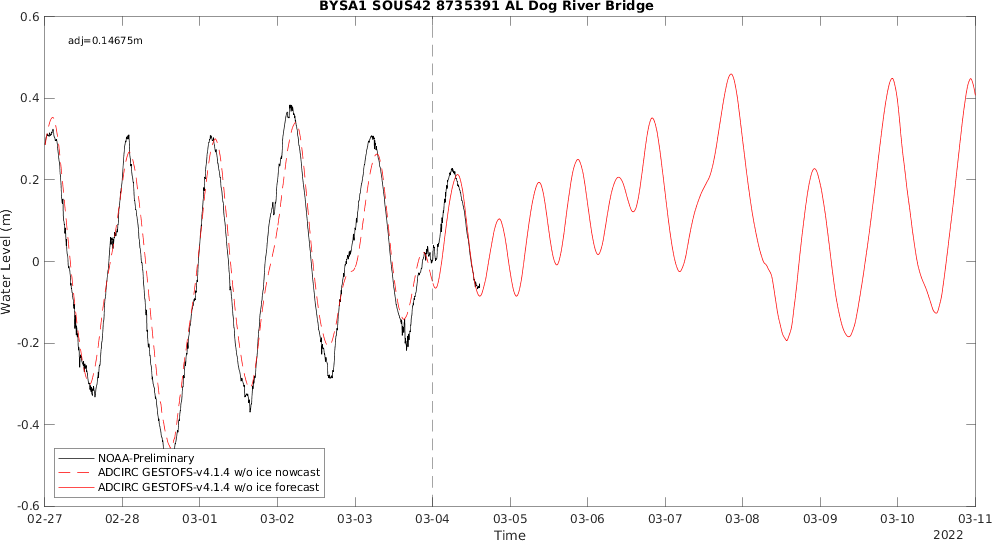 BYSA1 SOUS42 8735391 AL Dog River Bridge
adj=0.14675m
0.6
0.4
0.2
0
-0.2
-0.4
-0.6
Water Level (m)
NOAA-Preliminary
ADCIRC GESTOFS-v4.1.4 w/o ice nowcast
ADCIRC GESTOFS-v4.1.4 w/o ice forecast
02-27 02-28 03-01 03-02 03-03 03-04 03-05 03-06 03-07 03-08 03-09 03-10 03-11
Time
2022